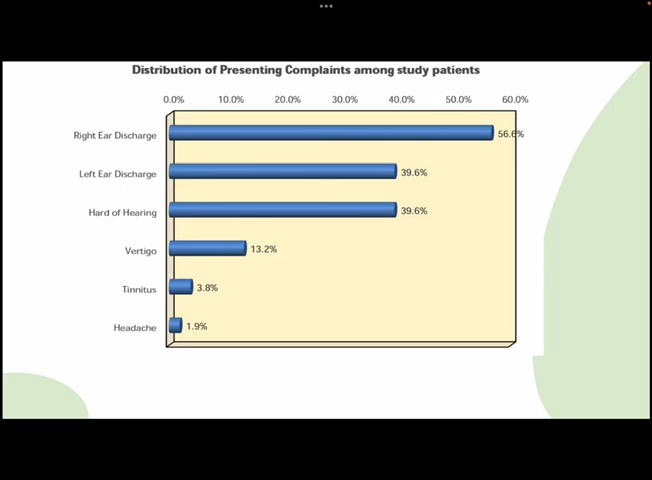 Distribution of Presenting Complaints among study patients
0.0% 10.0% 20.0% 30.0% 40.0% 50.0% 60.0%
Right Ear Discharge 56.6%
Left Ear Discharge 39.6%
Hard of Hearing 39.6%
Vertigo 13.2%
Tinnitus 3.8%
Headache 1.9%